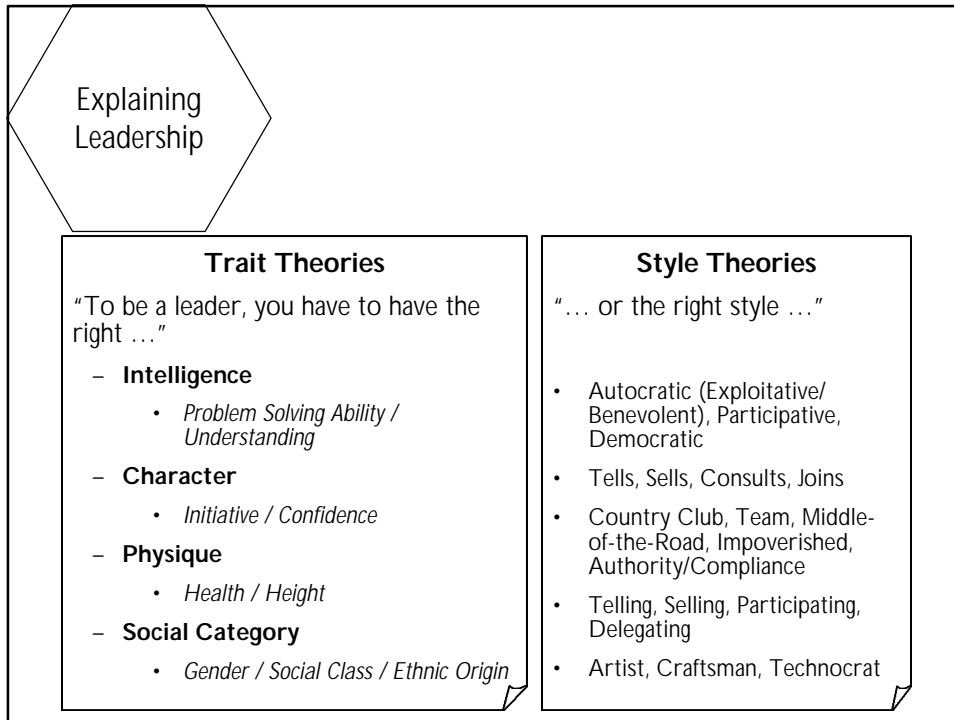 Explaining
Leadership
Trait Theories
“To be a leader, you have to have the
right …”
– Intelligence
• Problem Solving Ability /
Understanding
– Character
• Initiative / Confidence
– Physique
• Health / Height
– Social Category
• Gender / Social Class / Ethnic Origin
Style Theories
“… or the right style …”
• Autocratic (Exploitative/
Benevolent), Participative,
Democratic
• Tells, Sells, Consults, Joins
• Country Club, Team, Middle-
of-the-Road, Impoverished,
Authority/Compliance
• Telling, Selling, Participating,
Delegating
• Artist, Craftsman, Technocrat